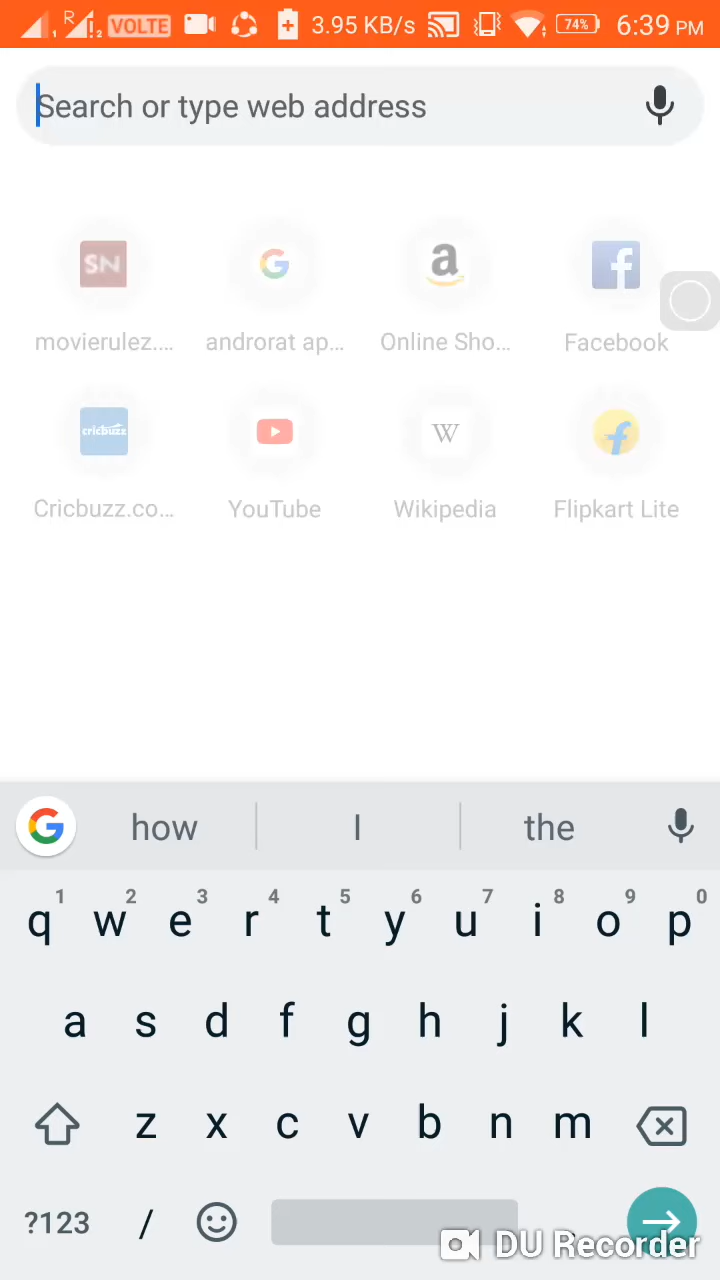 R 1 2 VOLTE 3.95 KB/s 74% 6:39 PM
Search or type web address
SN G a f
movierulez.... androrat ap... Online Sho... Facebook
cricbuzz W f
Cricbuzz.co... YouTube Wikipedia Flipkart Lite
G how I the
1 2 3 4 5 6 7 8 9 0
q w e r t y u i o p
a s d f g h j k l
z x c v b n m
?123 /
DU Recorder